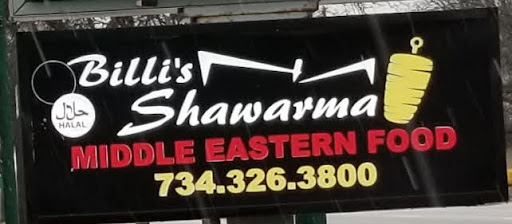 Billi's
Shawarma
حلال
HALAL
MIDDLE EASTERN FOOD
734.326.3800